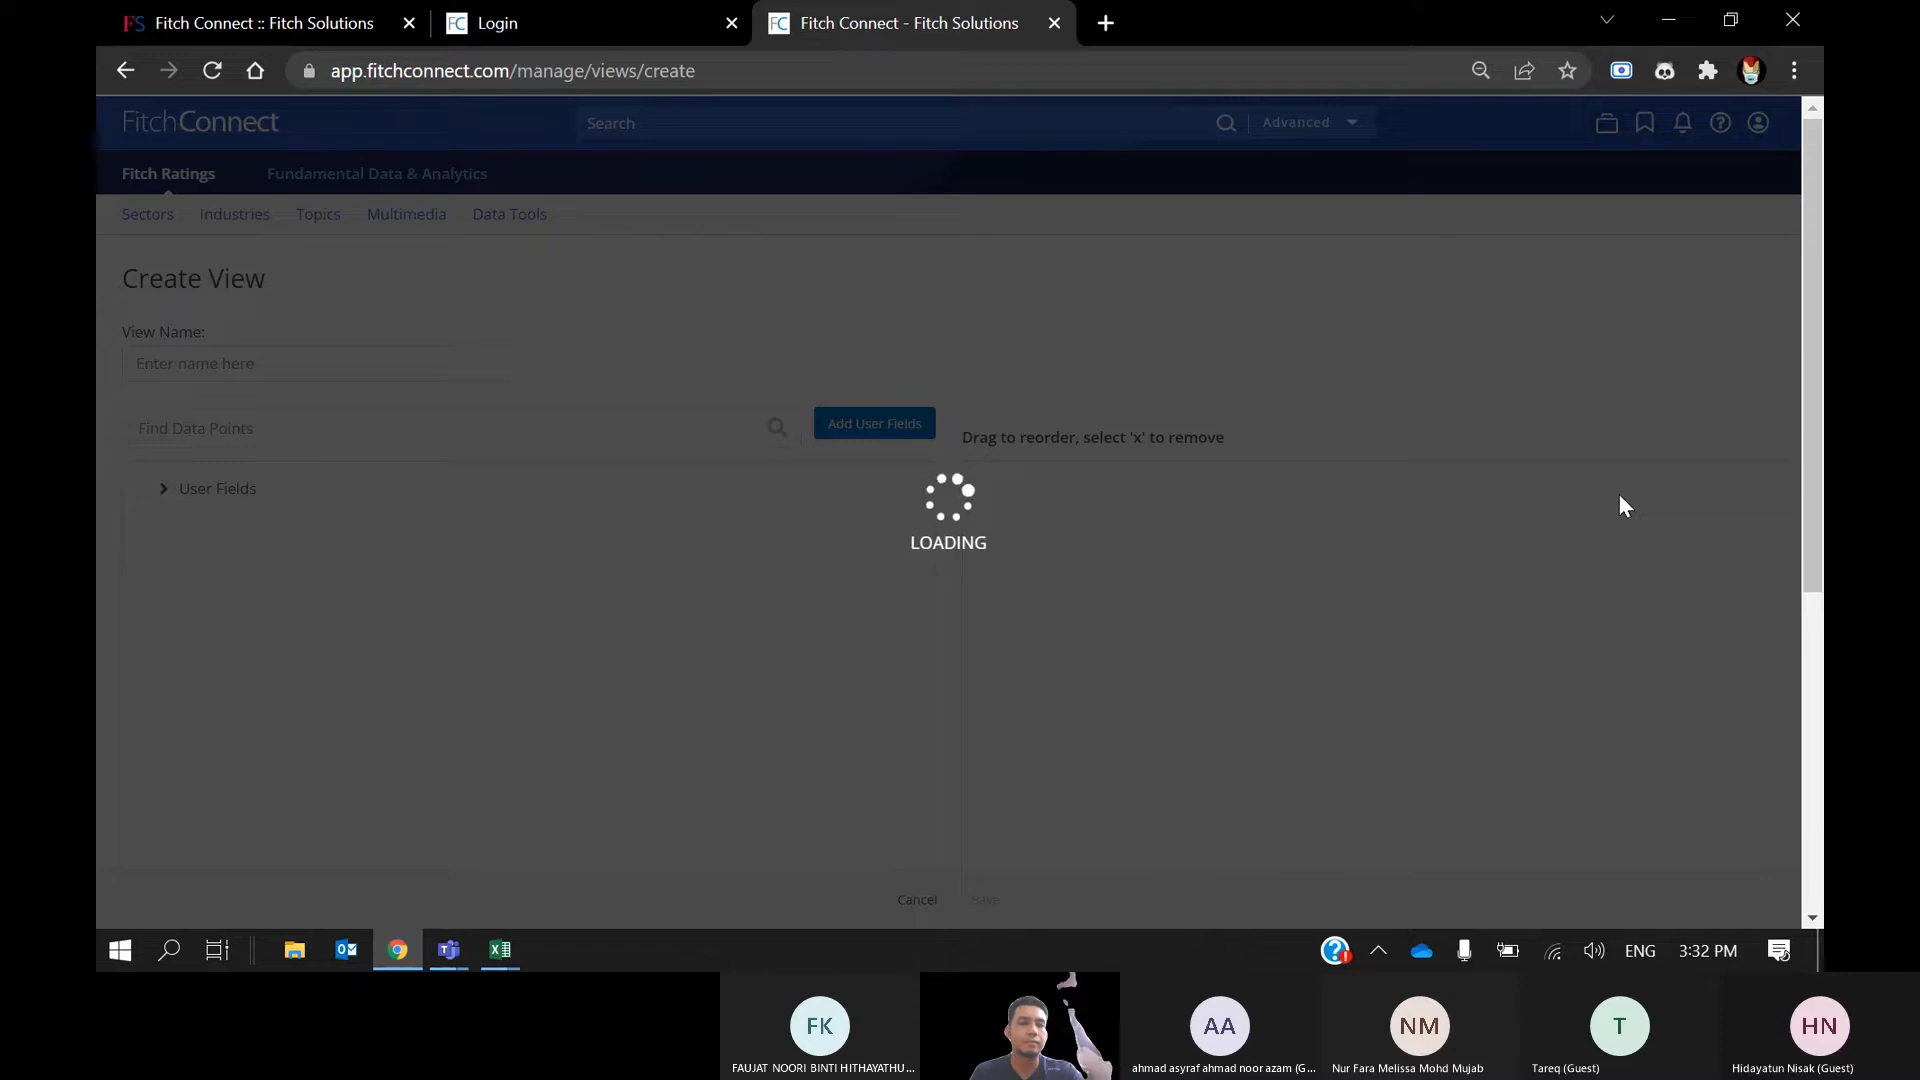 FS Fitch Connect :: Fitch Solutions
FC Login
FC Fitch Connect - Fitch Solutions
app.fitchconnect.com/manage/views/create
FitchConnect
Search
Advanced
Fitch Ratings
Fundamental Data & Analytics
Sectors
Industries
Topics
Multimedia
Data Tools
Create View
View Name:
Enter name here
Find Data Points
Add User Fields
Drag to reorder, select 'x' to remove
User Fields
LOADING
Cancel
Save
ENG
3:32 PM
FK
FAUJAT NOORI BINTI HITHAYATHU...
AA
ahmad asyraf ahmad noor azam (G...
NM
Nur Fara Melissa Mohd Mujab
T
Tareq (Guest)
HN
Hidayatun Nisak (Guest)